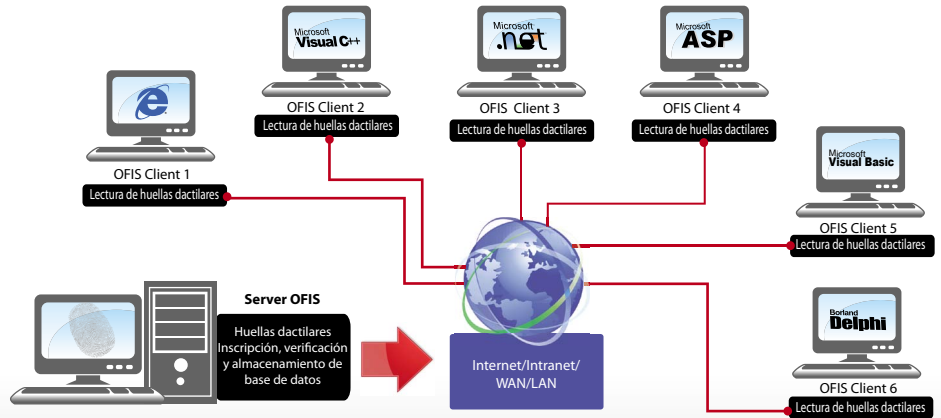 Microsoft
Visual C++
OFIS Client 2
Lectura de huellas dactilares
Microsoft
.net
OFIS Client 3
Lectura de huellas dactilares
Microsoft
ASP
OFIS Client 4
Lectura de huellas dactilares
OFIS Client 1
Lectura de huellas dactilares
Microsoft
Visual Basic
OFIS Client 5
Lectura de huellas dactilares
Server OFIS
Huellas dactilares
Inscripción, verificación
y almacenamiento de
base de datos
Internet/Intranet/
WAN/LAN
Borland
Delphi
OFIS Client 6
Lectura de huellas dactilares